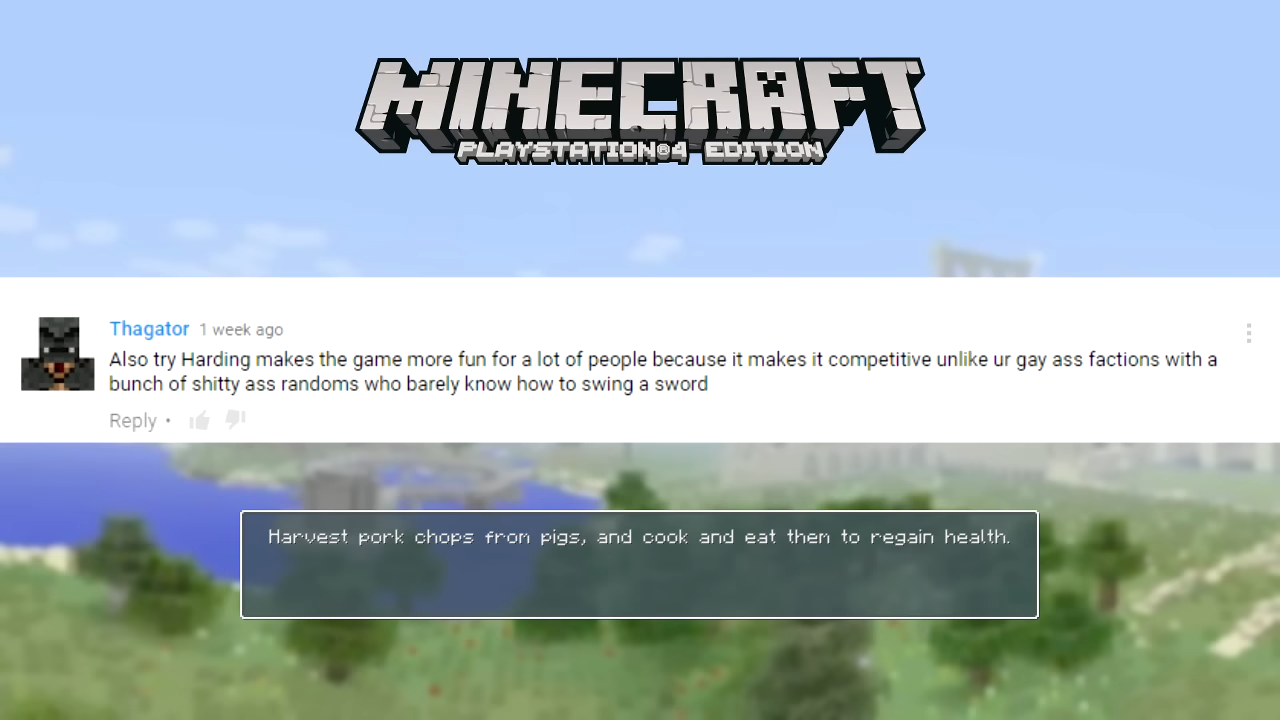 MINECRAFT
PLAYSTATION®4 EDITION
Thagator 1 week ago
Also try Harding makes the game more fun for a lot of people because it makes it competitive unlike ur gay ass factions with a
bunch of shitty ass randoms who barely know how to swing a sword
Reply •
Harvest pork chops from pigs, and cook and eat them to regain health.